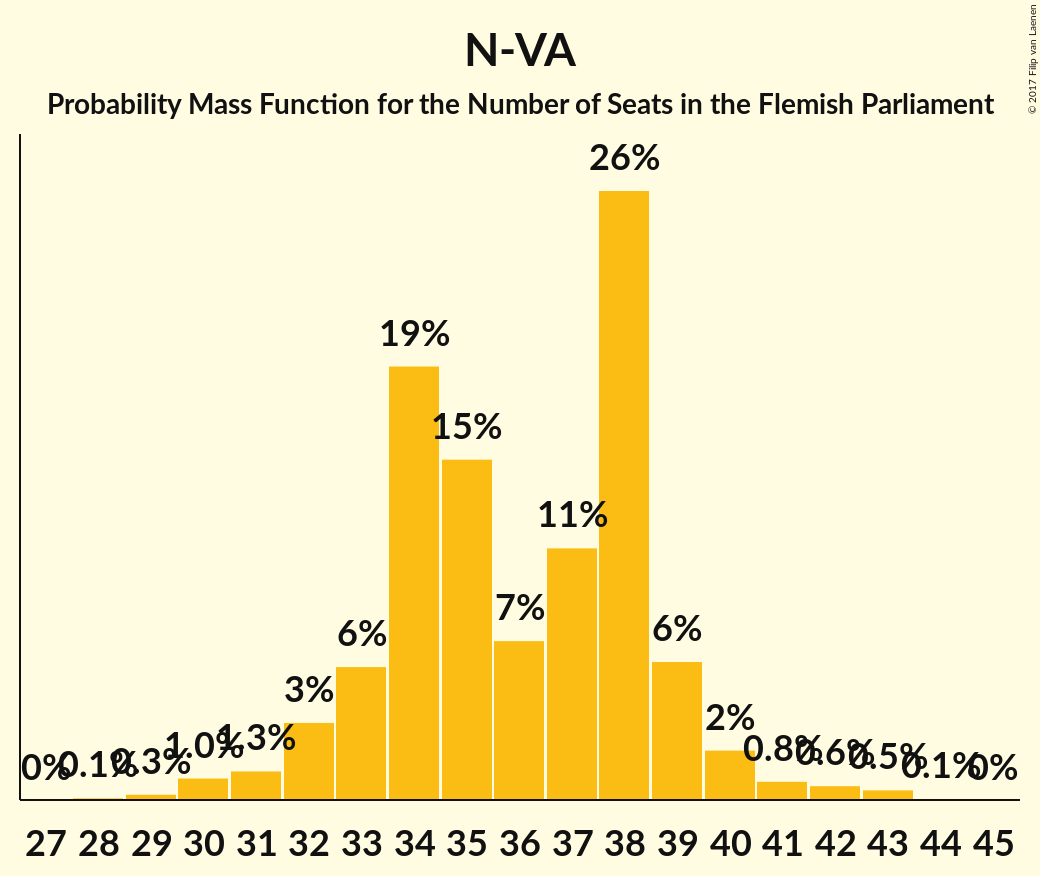 N-VA
Probability Mass Function for the Number of Seats in the Flemish Parliament
© 2017 Filip van Laenen
0% 0.1% 0.3% 1.0% 1.3% 3% 6% 19% 15% 7% 11% 26% 6% 2% 0.8% 0.6% 0.5% 0.1% 0%
27 28 29 30 31 32 33 34 35 36 37 38 39 40 41 42 43 44 45